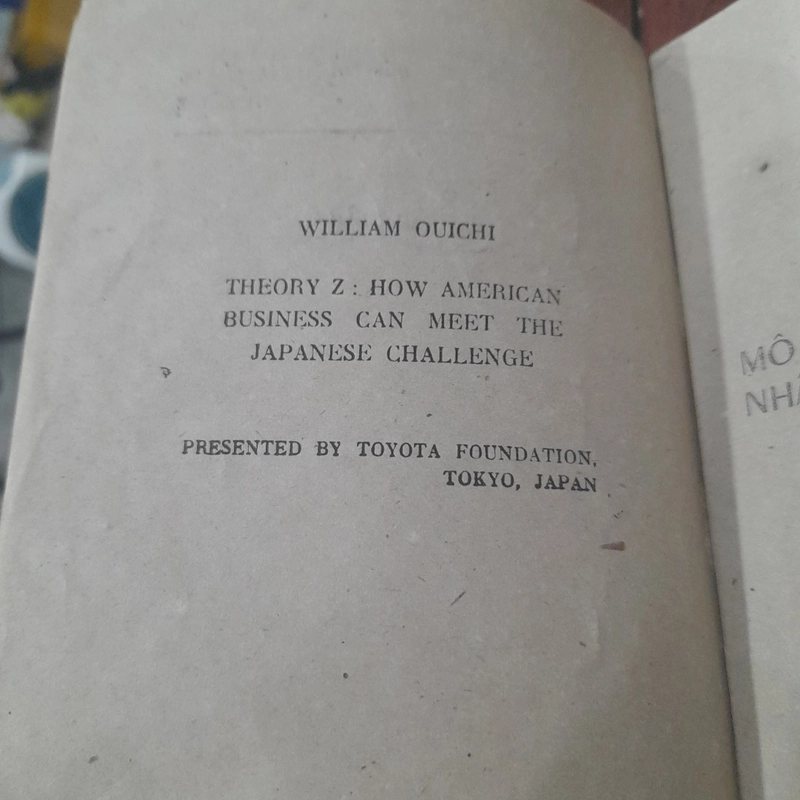 WILLIAM OUICHI
THEORY Z : HOW AMERICAN
BUSINESS CAN MEET THE
JAPANESE CHALLENGE
PRESENTED BY TOYOTA FOUNDATION,
TOKYO, JAPAN
MÔ